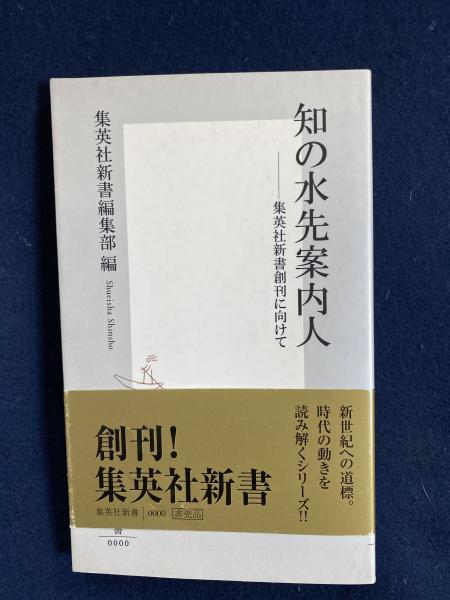 知の水先案内人
――集英社新書創刊に向けて
集英社新書編集部 編
Shueisha Shinsho
新世紀への道標。
時代の動きを
読み解くシリーズ!!
創刊!
集英社新書
集英社新書 | 0000 非売品
書
0000